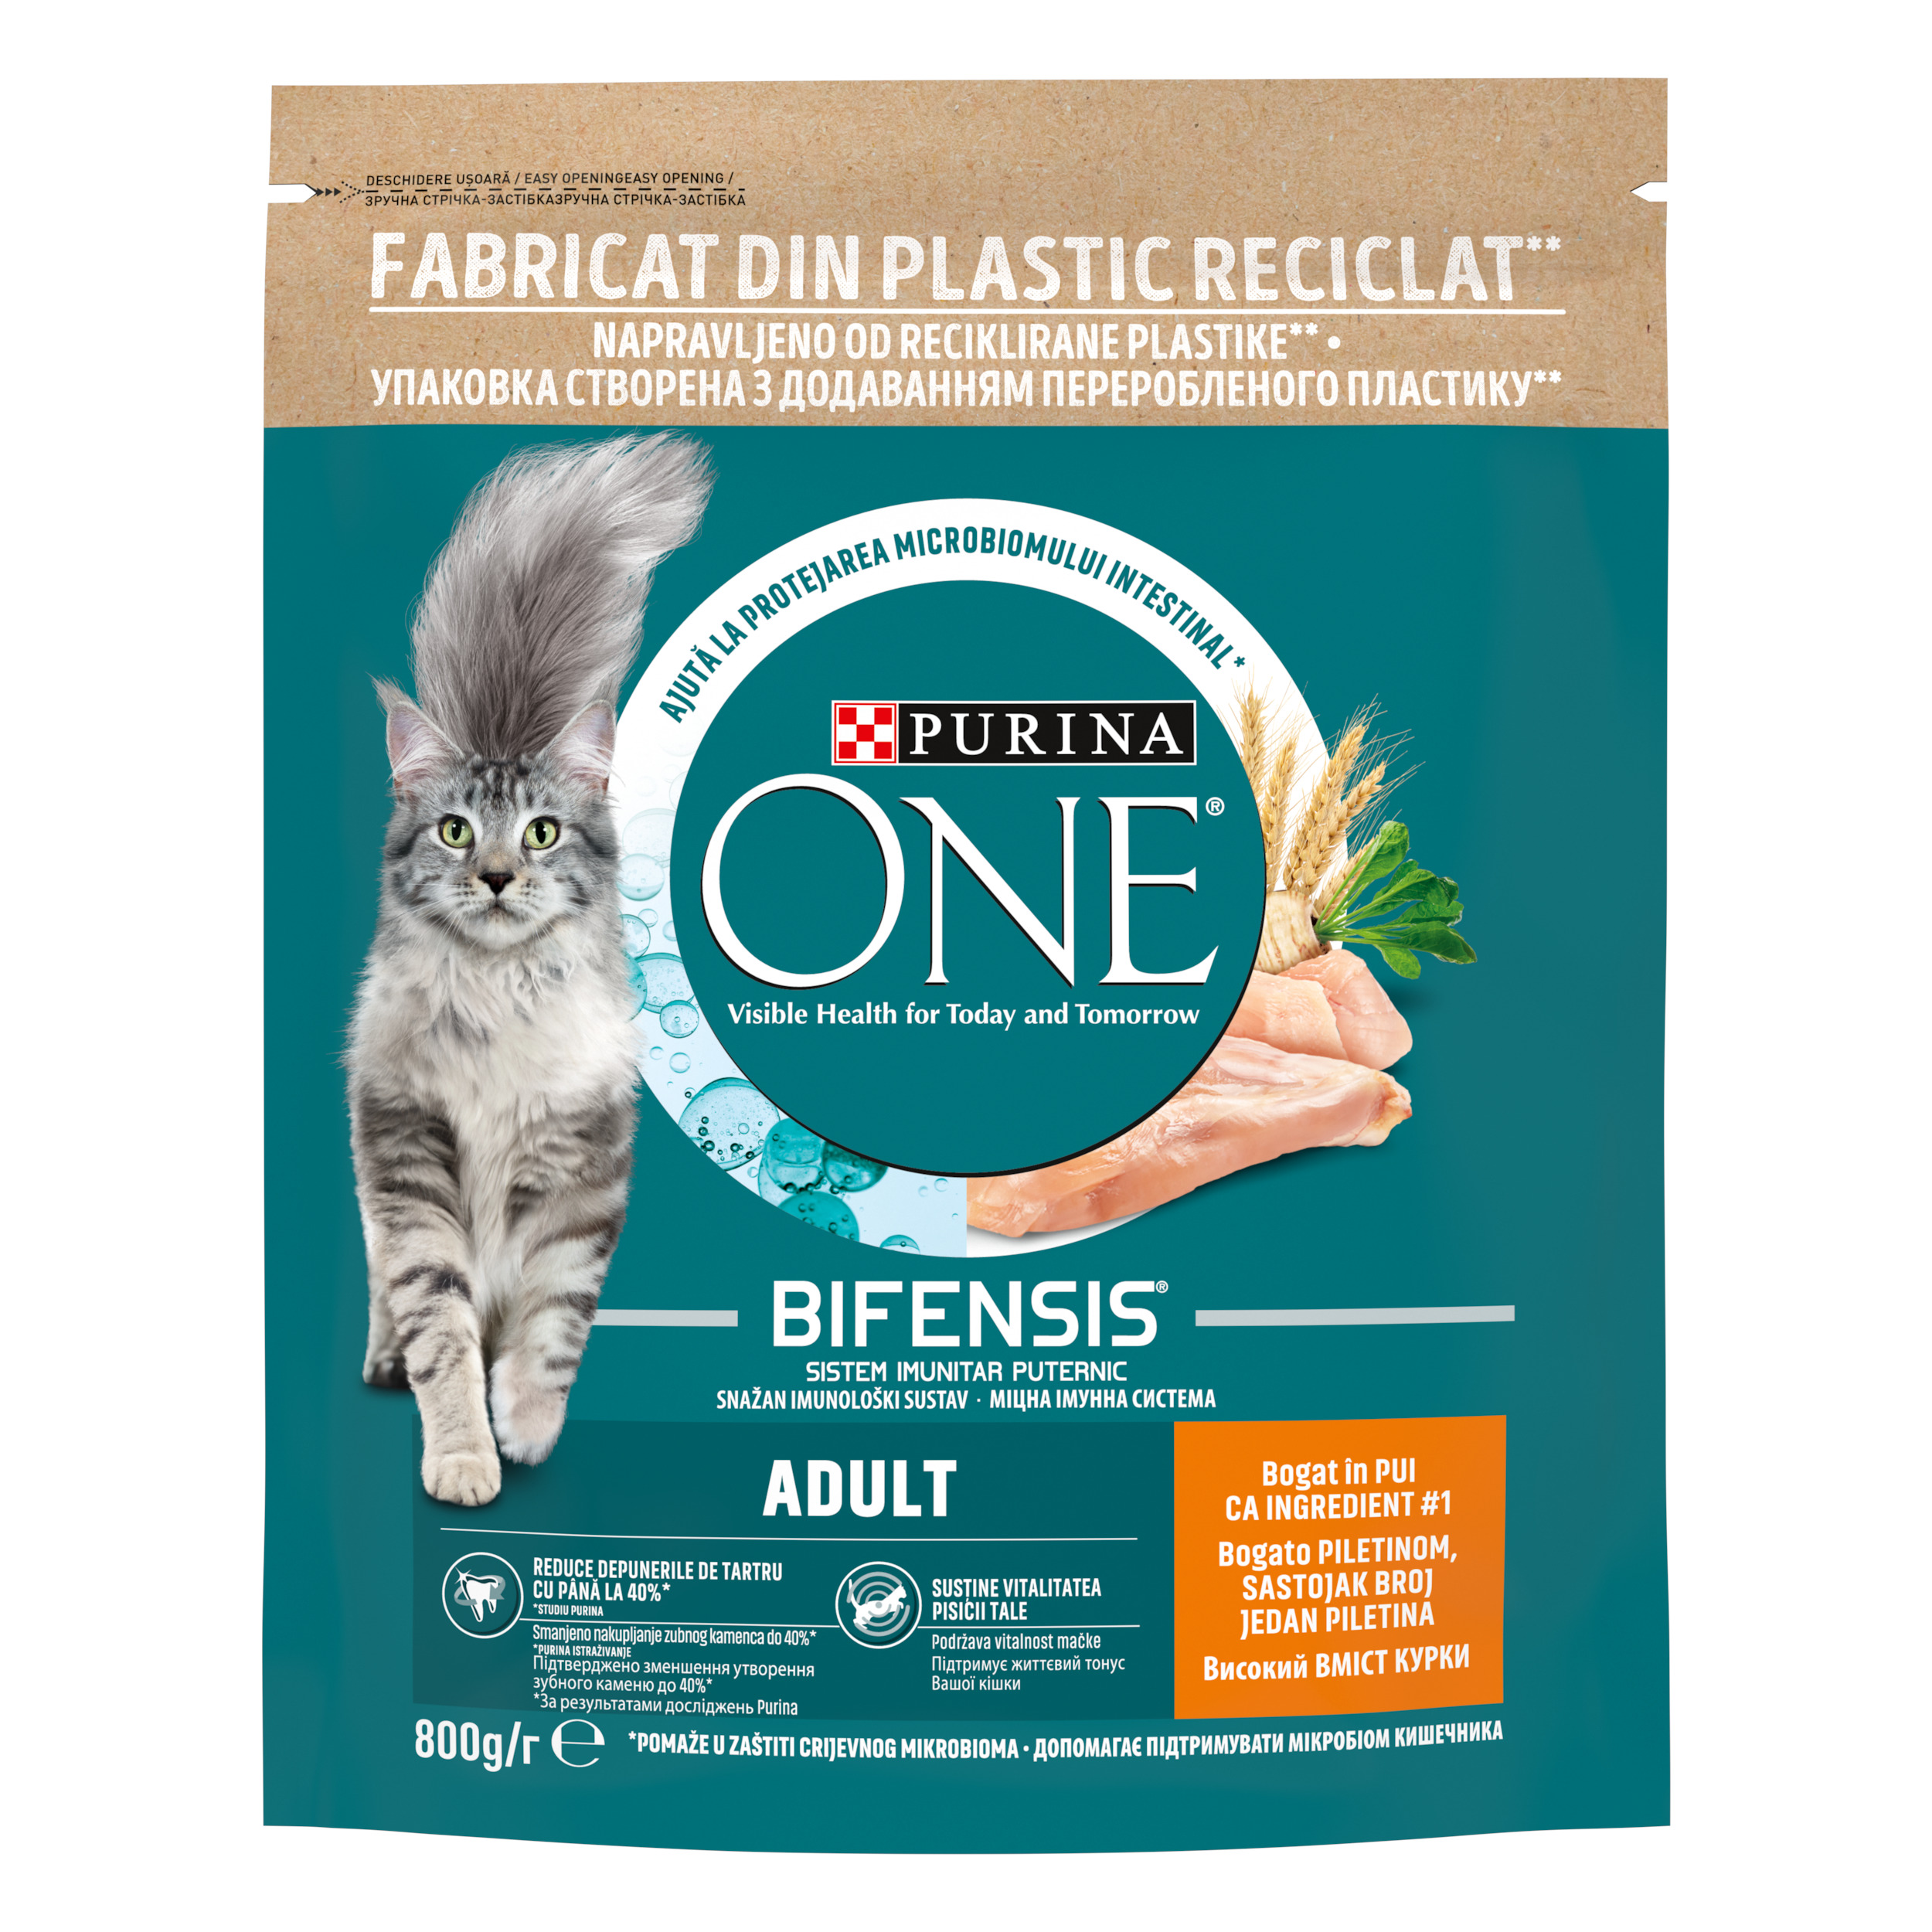 DESCHIDERE UȘOARĂ / EASY OPENINGEASY OPENING /
ЗРУЧНА СТРІЧКА-ЗАСТІБКАЗРУЧНА СТРІЧКА-ЗАСТІБКА
FABRICAT DIN PLASTIC RECICLAT**
NAPRAVLJENO OD RECIKLIRANE PLASTIKE** •
УПАКОВКА СТВОРЕНА З ДОДАВАННЯМ ПЕРЕРОБЛЕНОГО ПЛАСТИКУ**
AJUTĂ LA PROTEJAREA MICROBIOMULUI INTESTINAL*
PURINA
ONE®
Visible Health for Today and Tomorrow
BIFENSIS®
SISTEM IMUNITAR PUTERNIC
SNAŽAN IMUNOLOŠKI SUSTAV · МІЦНА ІМУННА СИСТЕМА
ADULT
REDUCE DEPUNERILE DE TARTRU
CU PÂNĂ LA 40%*
*STUDIU PURINA
Smanjeno nakupljanje zubnog kamenca do 40%*
*PURINA ISTRAŽIVANJE
Підтверджено зменшення утворення
зубного каменю до 40%*
*За результатами досліджень Purina
SUSȚINE VITALITATEA
PISICII TALE
Podržava vitalnost mačke
Підтримує життєвий тонус
Вашої кішки
Bogat în PUI
CA INGREDIENT #1
Bogato PILETINOM,
SASTOJAK BROJ
JEDAN PILETINA
Високий ВМІСТ КУРКИ
800g/г ℮
*POMAŽE U ZAŠTITI CRIJEVNOG MIKROBIOMA • ДОПОМАГАЄ ПІДТРИМУВАТИ МІКРОБІОМ КИШЕЧНИКА